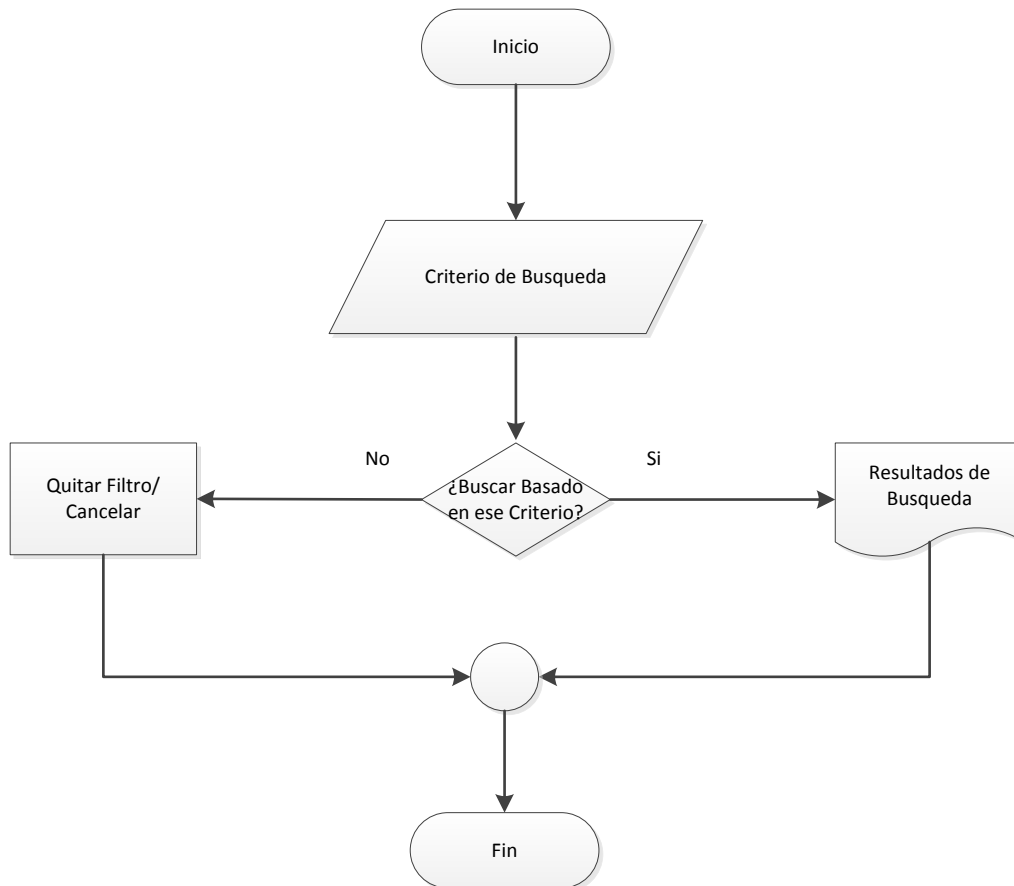 Inicio
Criterio de Busqueda
No
Si
Quitar Filtro/
Cancelar
¿Buscar Basado
en ese Criterio?
Resultados de
Busqueda
Fin